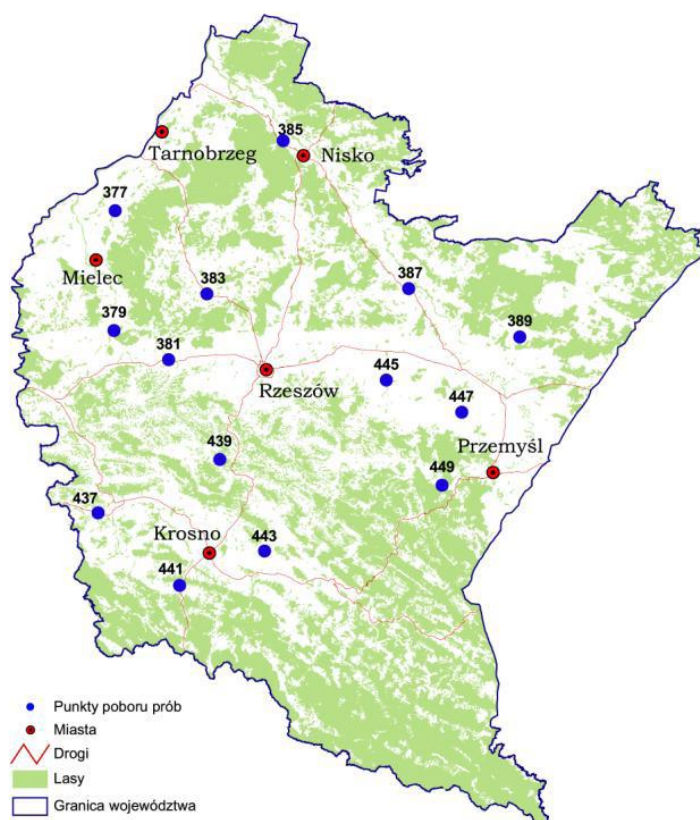 385
Tarnobrzeg
Nisko
377
Mielec
383
387
379
389
381
Rzeszów
445
447
439
Przemyśl
449
437
Krosno
443
441
Punkty poboru prób
Miasta
Drogi
Lasy
Granica województwa